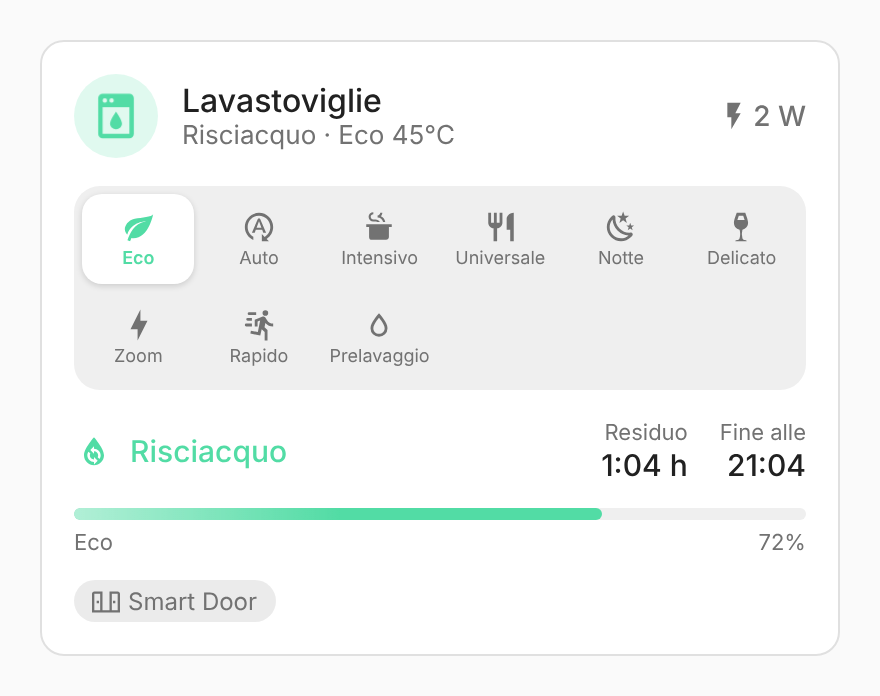 Lavastoviglie
Risciacquo · Eco 45°C
2 W
Eco
Auto
Intensivo
Universale
Notte
Delicato
Zoom
Rapido
Prelavaggio
Risciacquo
Residuo
1:04 h
Fine alle
21:04
Eco
72%
Smart Door